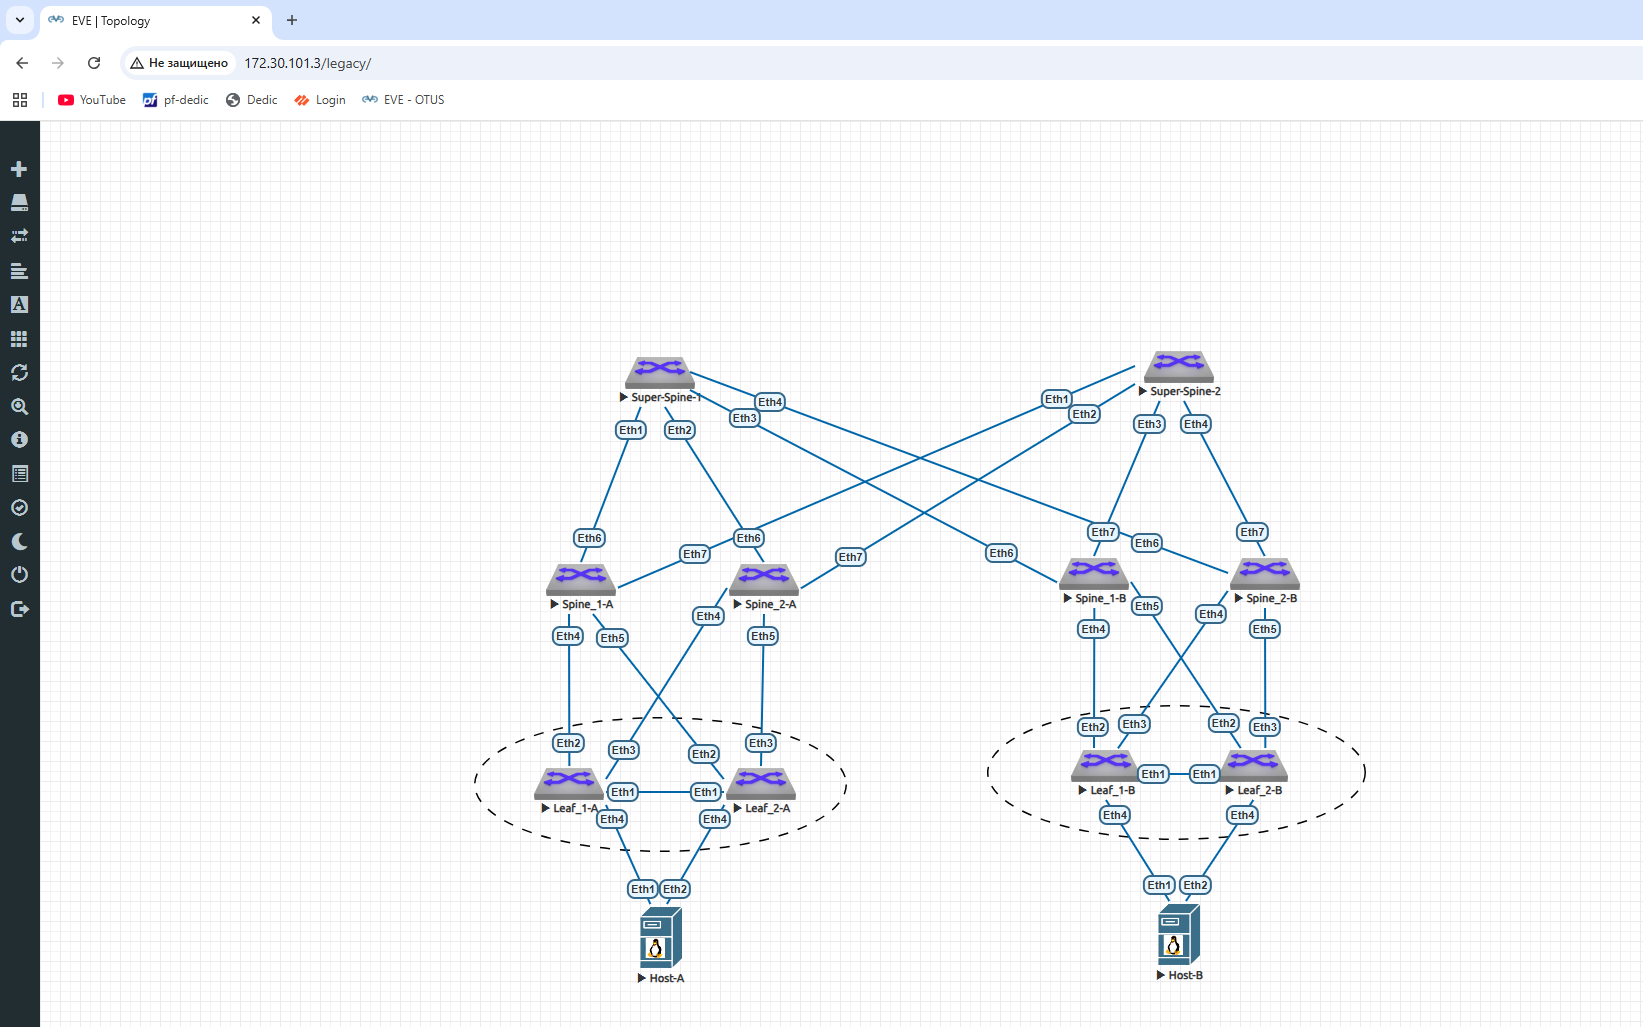 EVE | Topology
Не защищено 172.30.101.3/legacy/
YouTube pf-dedic Dedic Login EVE - OTUS
Super-Spine-1
Super-Spine-2
Eth4
Eth3
Eth1
Eth2
Eth1
Eth2
Eth3
Eth4
Eth6
Eth7
Eth6
Eth7
Eth6
Eth7
Eth6
Eth7
Spine_1-A
Spine_2-A
Spine_1-B
Spine_2-B
Eth4
Eth5
Eth4
Eth5
Eth4
Eth5
Eth4
Eth5
Eth2
Eth3
Eth2
Eth3
Eth2
Eth3
Eth2
Eth3
Eth1
Eth1
Eth1
Eth1
Leaf_1-A
Leaf_2-A
Leaf_1-B
Leaf_2-B
Eth4
Eth4
Eth4
Eth4
Eth1
Eth2
Eth1
Eth2
Host-A
Host-B